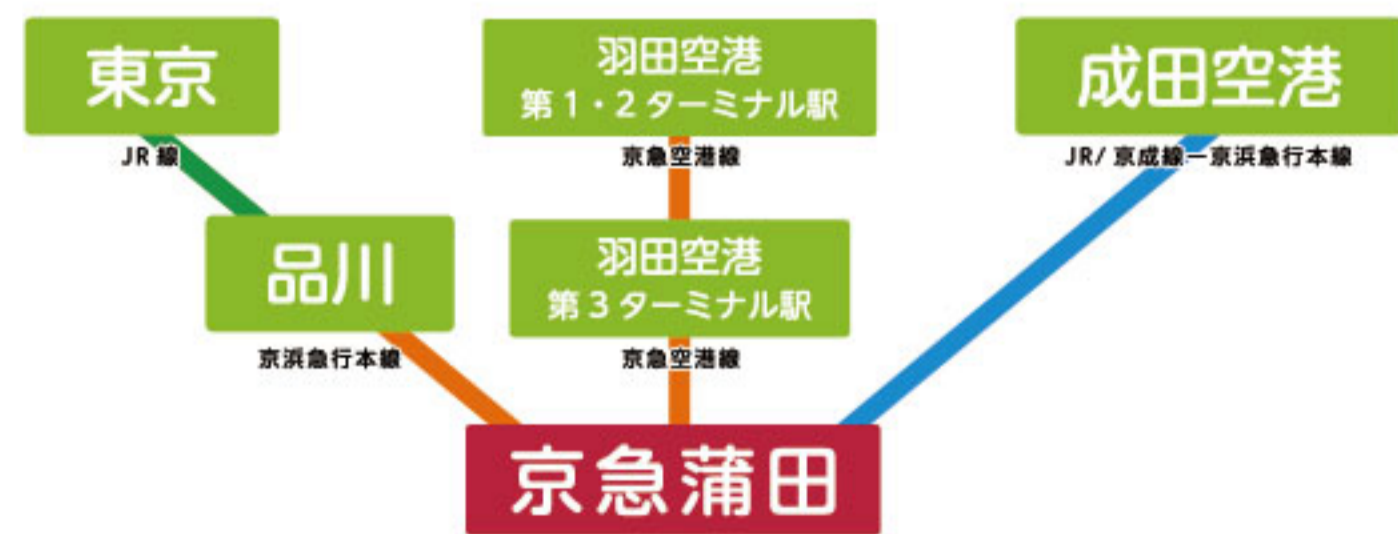 東京
羽田空港
第1・2ターミナル駅
成田空港
JR線
京急空港線
JR/京成線ー京浜急行本線
品川
羽田空港
第3ターミナル駅
京浜急行本線
京急空港線
京急蒲田